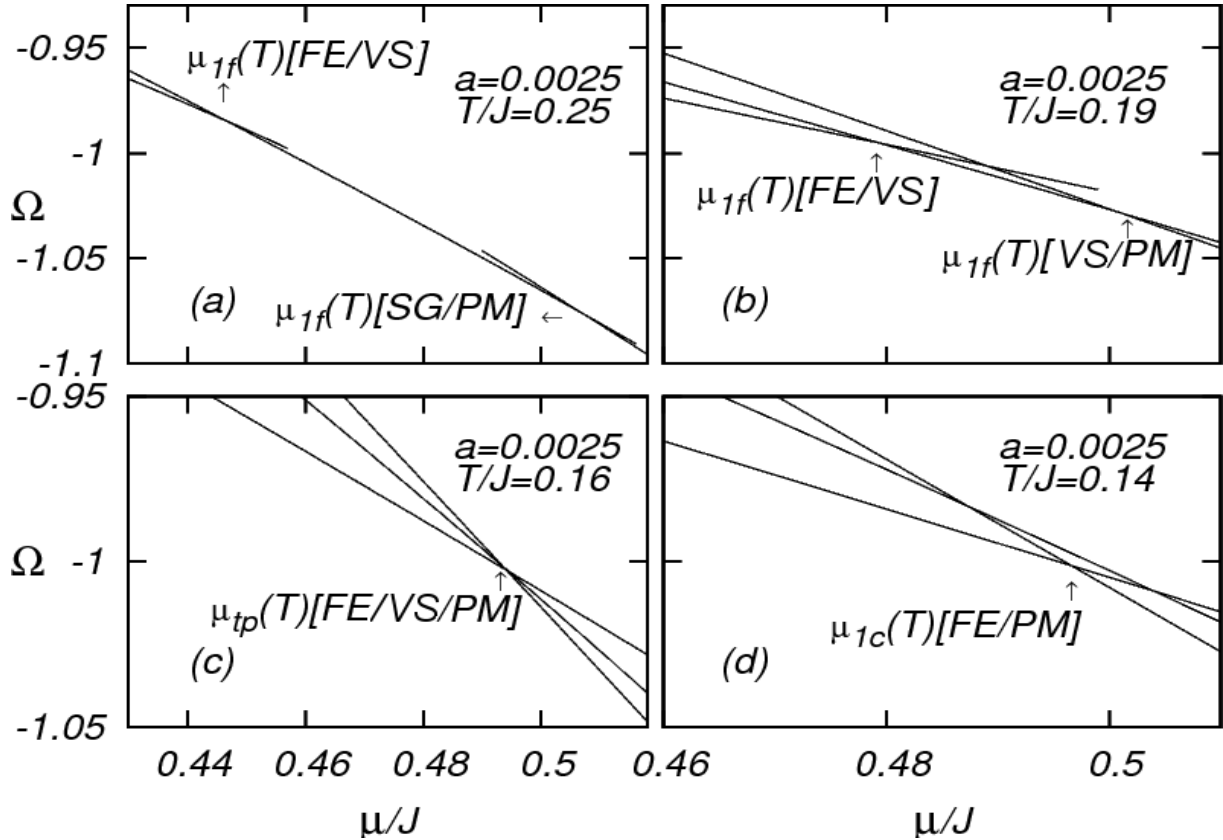 -0.95
-1
-1.05
-1.1
Ω
μ1f(T)[FE/VS]
a=0.0025
T/J=0.25
(a)
μ1f(T)[SG/PM]
←
↑
a=0.0025
T/J=0.19
↑
μ1f(T)[FE/VS]
↑
μ1f(T)[VS/PM]
(b)
-0.95
-1
-1.05
Ω
a=0.0025
T/J=0.16
↑
μtp(T)[FE/VS/PM]
(c)
a=0.0025
T/J=0.14
↑
μ1c(T)[FE/PM]
(d)
0.44 0.46 0.48 0.5
μ/J
0.46 0.48 0.5
μ/J